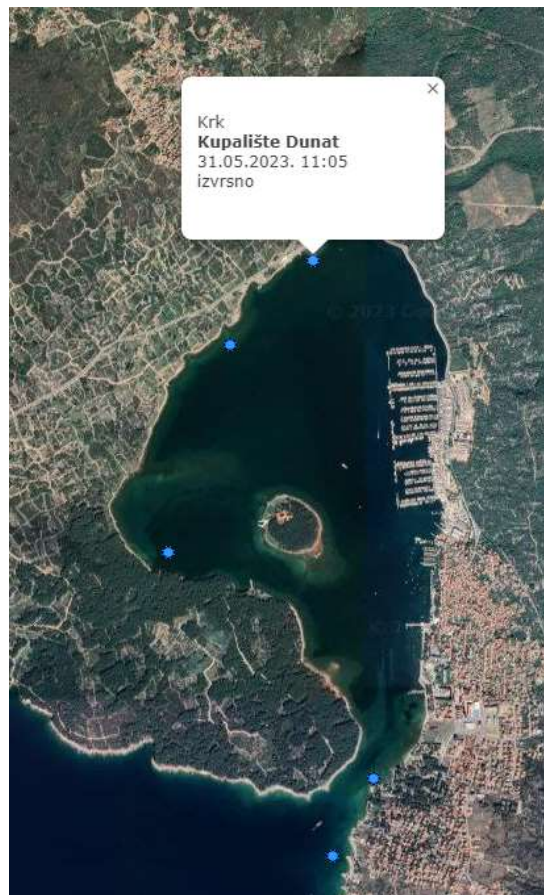 ×
Krk
Kupalište Dunat
31.05.2023. 11:05
izvrsno